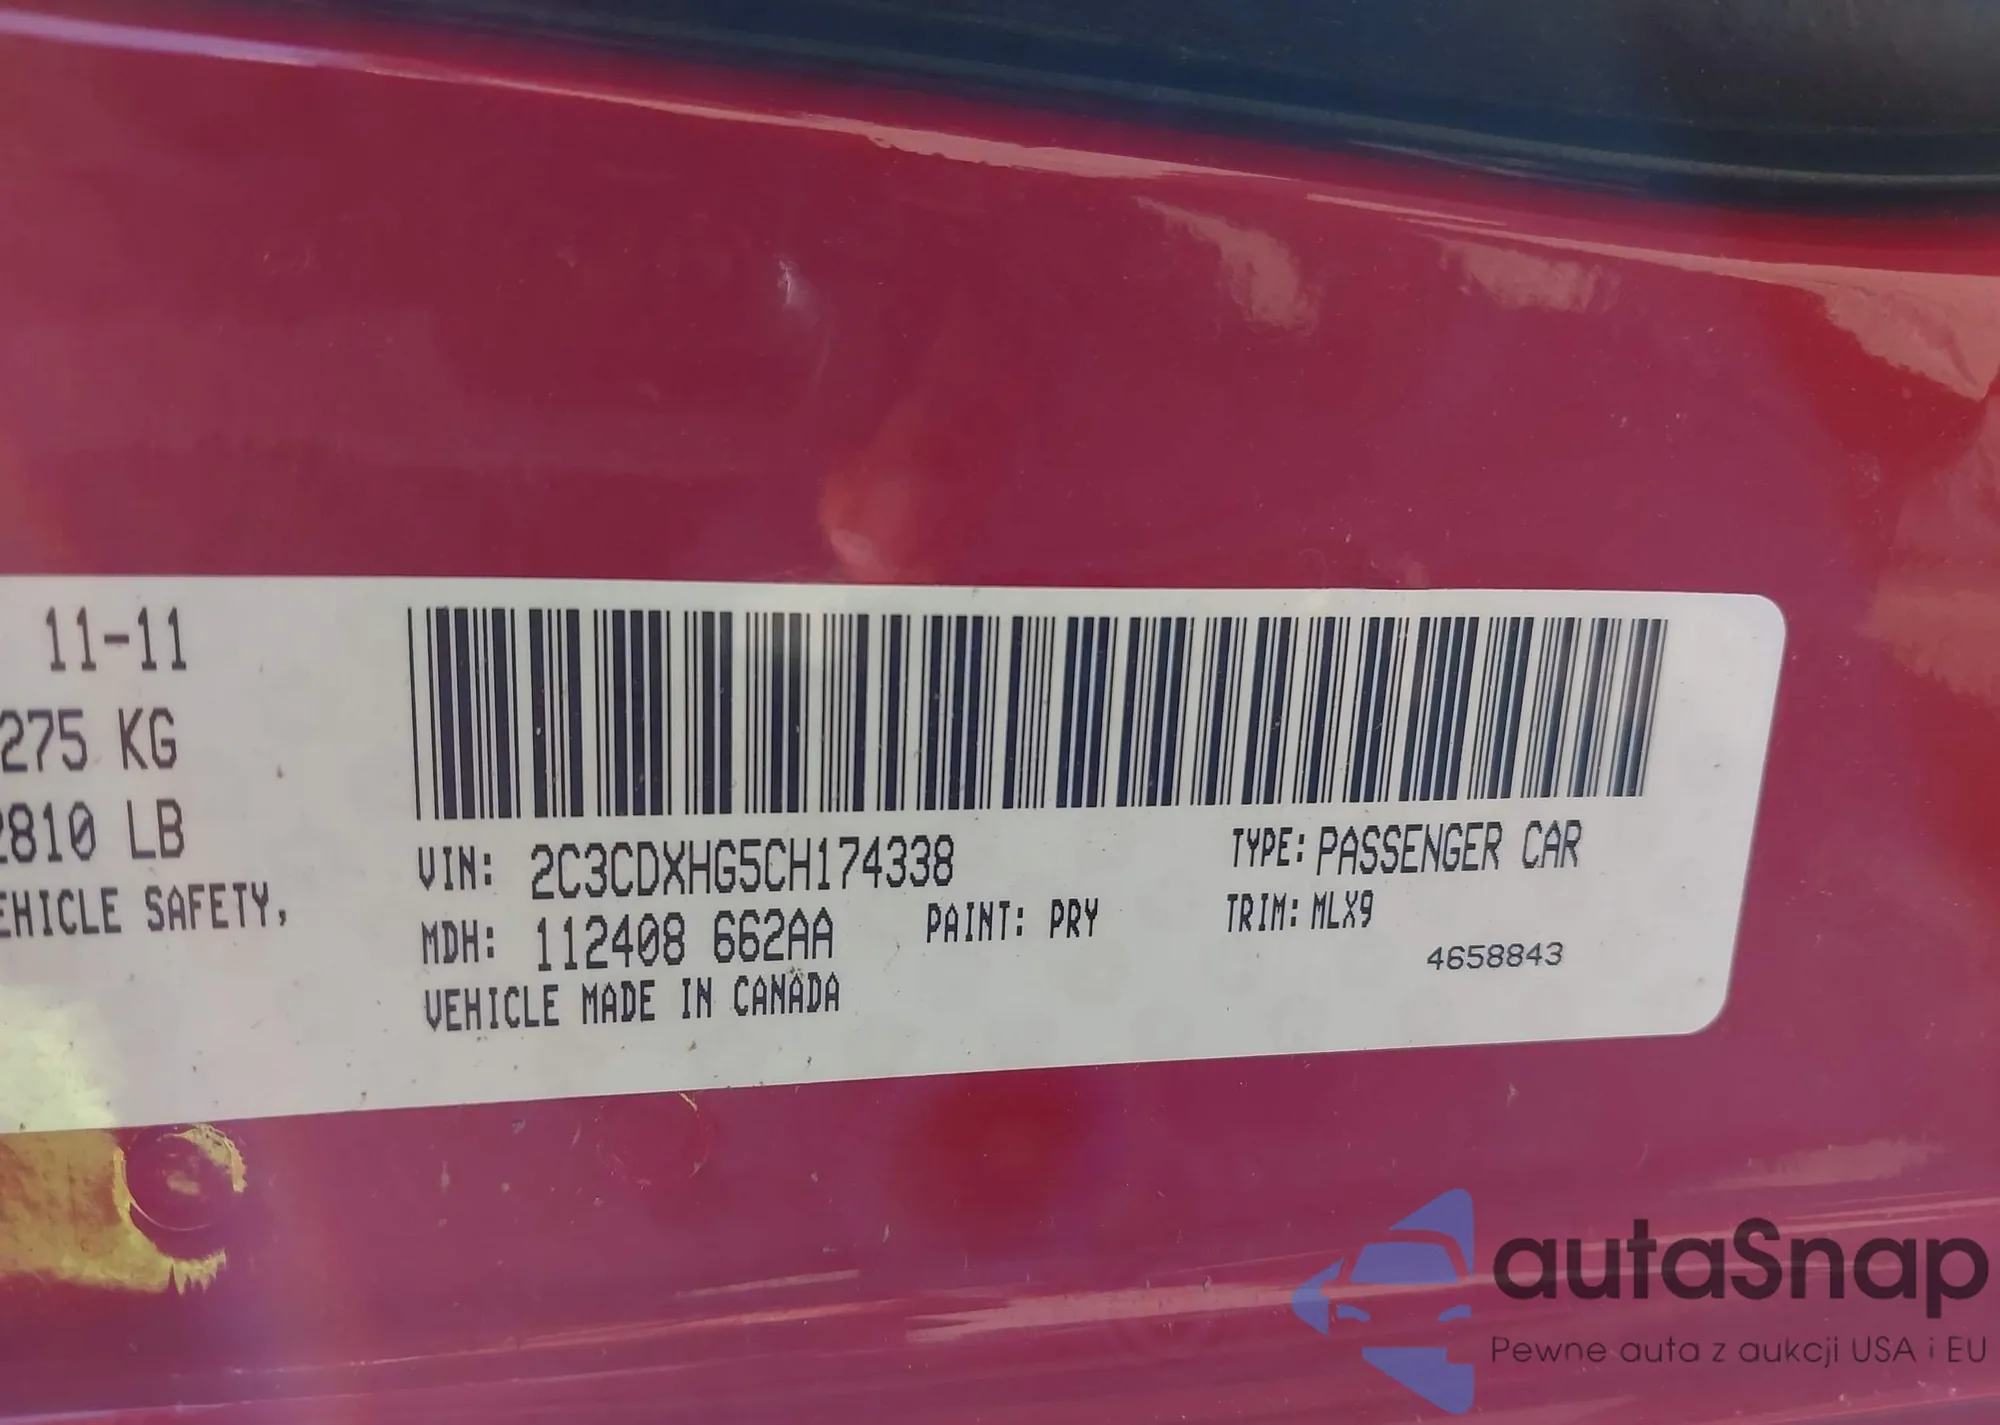 11-11
275 KG
2810 LB
EHICLE SAFETY,
VIN: 2C3CDXHG5CH174338
TYPE: PASSENGER CAR
MDH: 112408 662AA
PAINT: PRY
TRIM: MLX9
VEHICLE MADE IN CANADA
4658843
autaSnap
Pewne auta z aukcji USA i EU